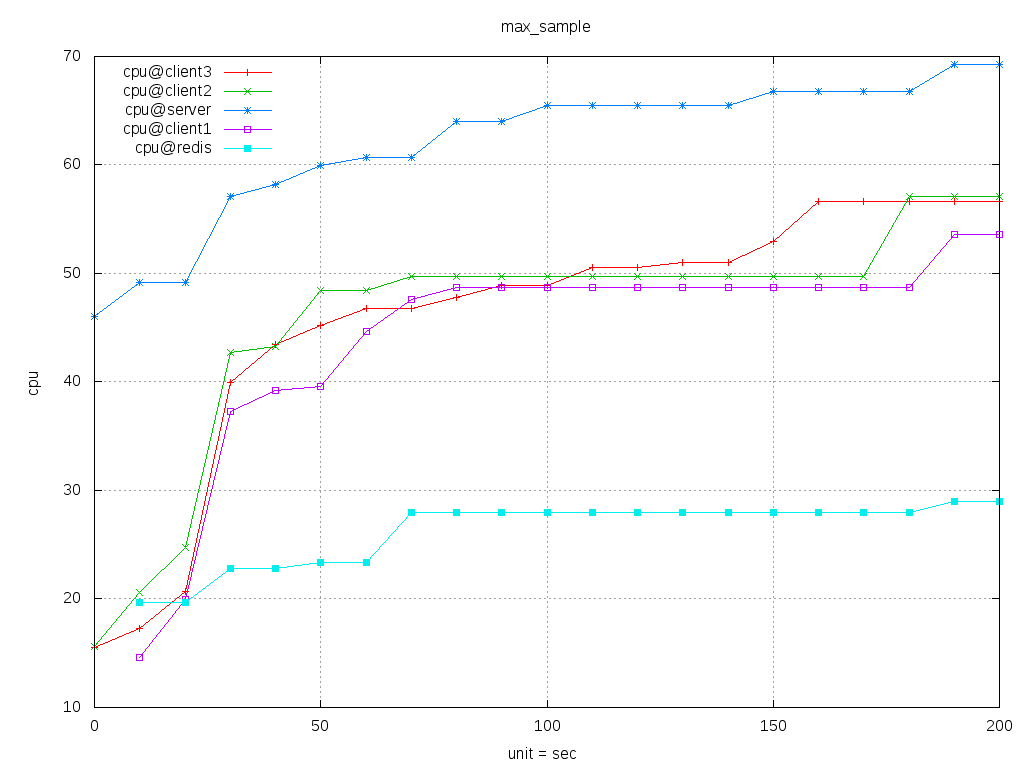 max_sample
70
60
50
40
30
20
10
cpu
cpu@client3
cpu@client2
cpu@server
cpu@client1
cpu@redis
0
50
100
150
200
unit = sec